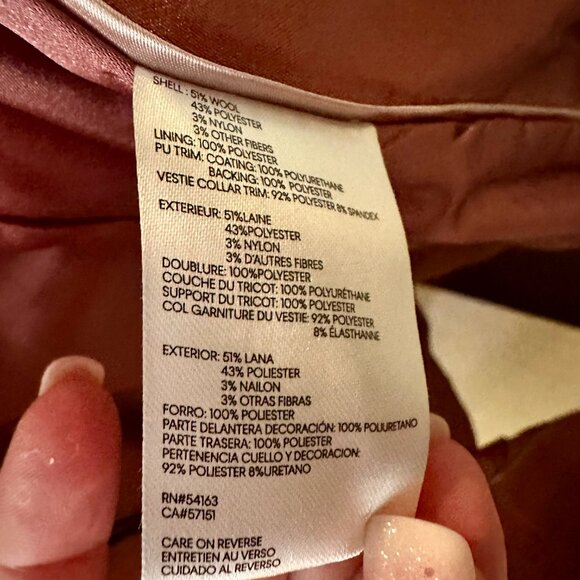 SHELL: 51% WOOL
43% POLYESTER
3% NYLON
3% OTHER FIBERS
LINING: 100% POLYESTER
PU TRIM: COATING: 100% POLYURETHANE
BACKING: 100% POLYESTER
VESTIE COLLAR TRIM: 92% POLYESTER 8% SPANDEX
EXTERIEUR: 51%LAINE
43%POLYESTER
3% NYLON
3% D'AUTRES FIBRES
DOUBLURE: 100%POLYESTER
COUCHE DU TRICOT: 100% POLYURÉTHANE
SUPPORT DU TRICOT: 100% POLYESTER
COL GARNITURE DU VESTIE: 92% POLYESTER
8% ÉLASTHANNE
EXTERIOR: 51% LANA
43% POLIESTER
3% NAILON
3% OTRAS FIBRAS
FORRO: 100% POLIESTER
PARTE DELANTERA DECORACIÓN: 100% POLIURETANO
PARTE TRASERA: 100% POLIESTER
PERTENENCIA CUELLO Y DECORACION:
92% POLIESTER 8%URETANO
RN#54163
CA#57151
CARE ON REVERSE
ENTRETIEN AU VERSO
CUIDADO AL REVERSO